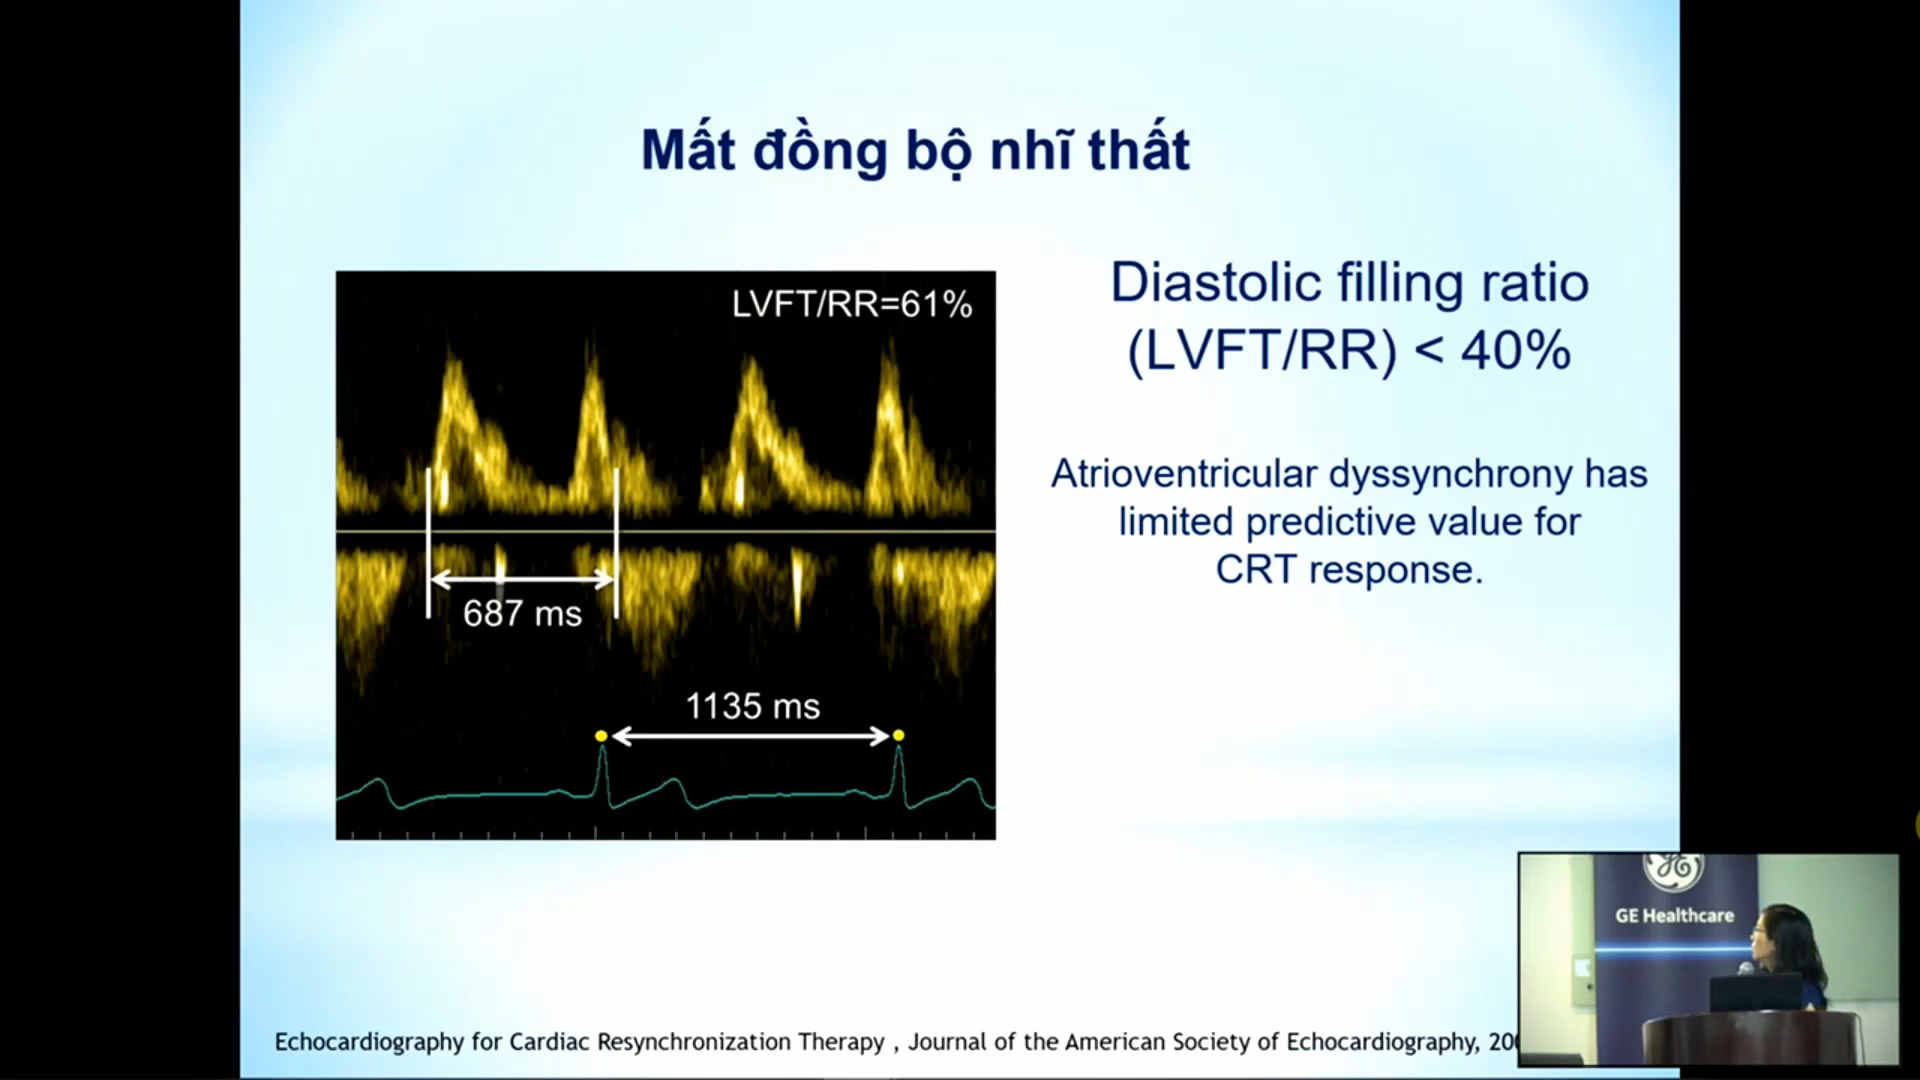 Mất đồng bộ nhĩ thất
LVFT/RR=61%
687 ms
1135 ms
Diastolic filling ratio
(LVFT/RR) < 40%
Atrioventricular dyssynchrony has
limited predictive value for
CRT response.
GE Healthcare
Echocardiography for Cardiac Resynchronization Therapy , Journal of the American Society of Echocardiography,